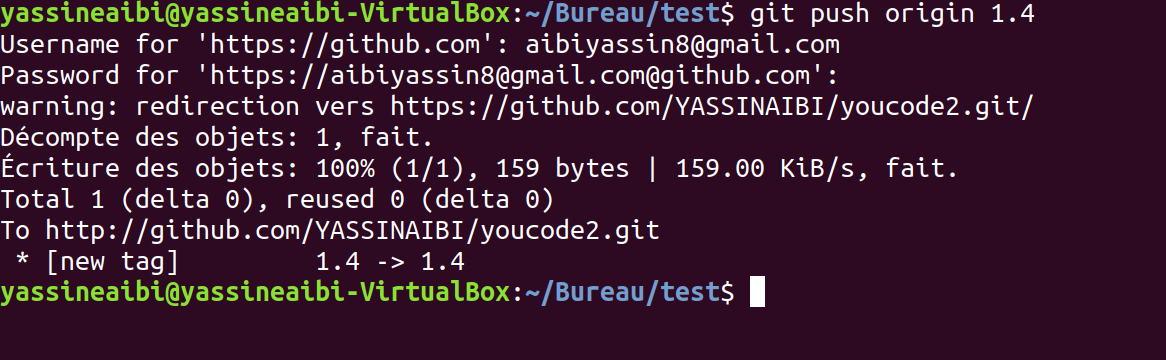 yassineaibi@yassineaibi-VirtualBox:~/Bureau/test$ git push origin 1.4
Username for 'https://github.com': aibiyassin8@gmail.com
Password for 'https://aibiyassin8@gmail.com@github.com':
warning: redirection vers https://github.com/YASSINAIBI/youcode2.git/
Décompte des objets: 1, fait.
Écriture des objets: 100% (1/1), 159 bytes | 159.00 KiB/s, fait.
Total 1 (delta 0), reused 0 (delta 0)
To http://github.com/YASSINAIBI/youcode2.git
 * [new tag]         1.4 -> 1.4
yassineaibi@yassineaibi-VirtualBox:~/Bureau/test$